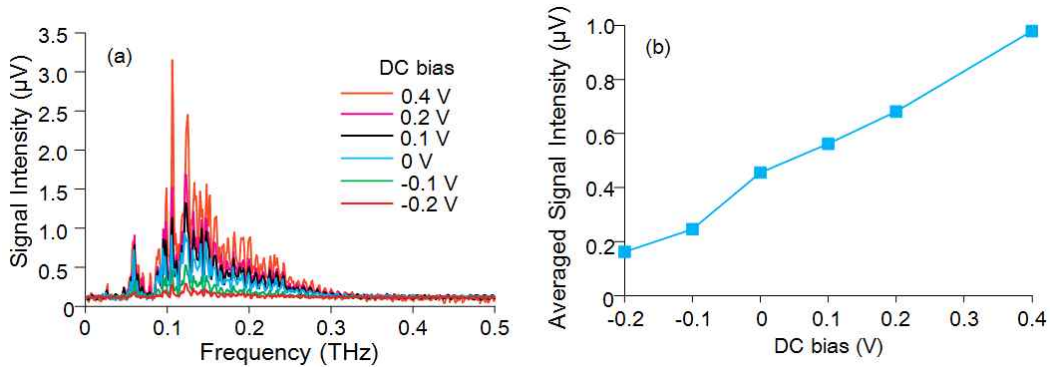 (a)
Signal Intensity (µV)
3.5
3.0
2.5
2.0
1.5
1.0
0.5
0
0
0.1
0.2
0.3
0.4
0.5
Frequency (THz)
DC bias
0.4 V
0.2 V
0.1 V
0 V
-0.1 V
-0.2 V
(b)
Averaged Signal Intensity (µV)
1.0
0.8
0.6
0.4
0.2
0
-0.2
-0.1
0
0.1
0.2
0.3
0.4
DC bias (V)